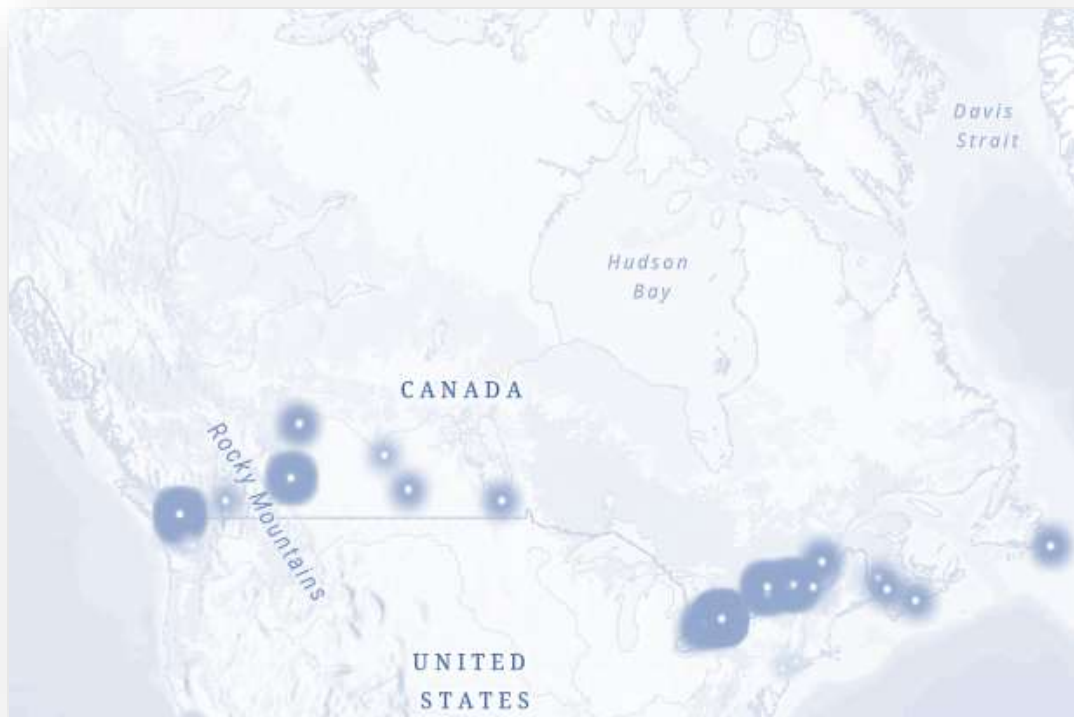 Davis
Strait
Hudson
Bay
CANADA
Rocky Mountains
UNITED
STATES